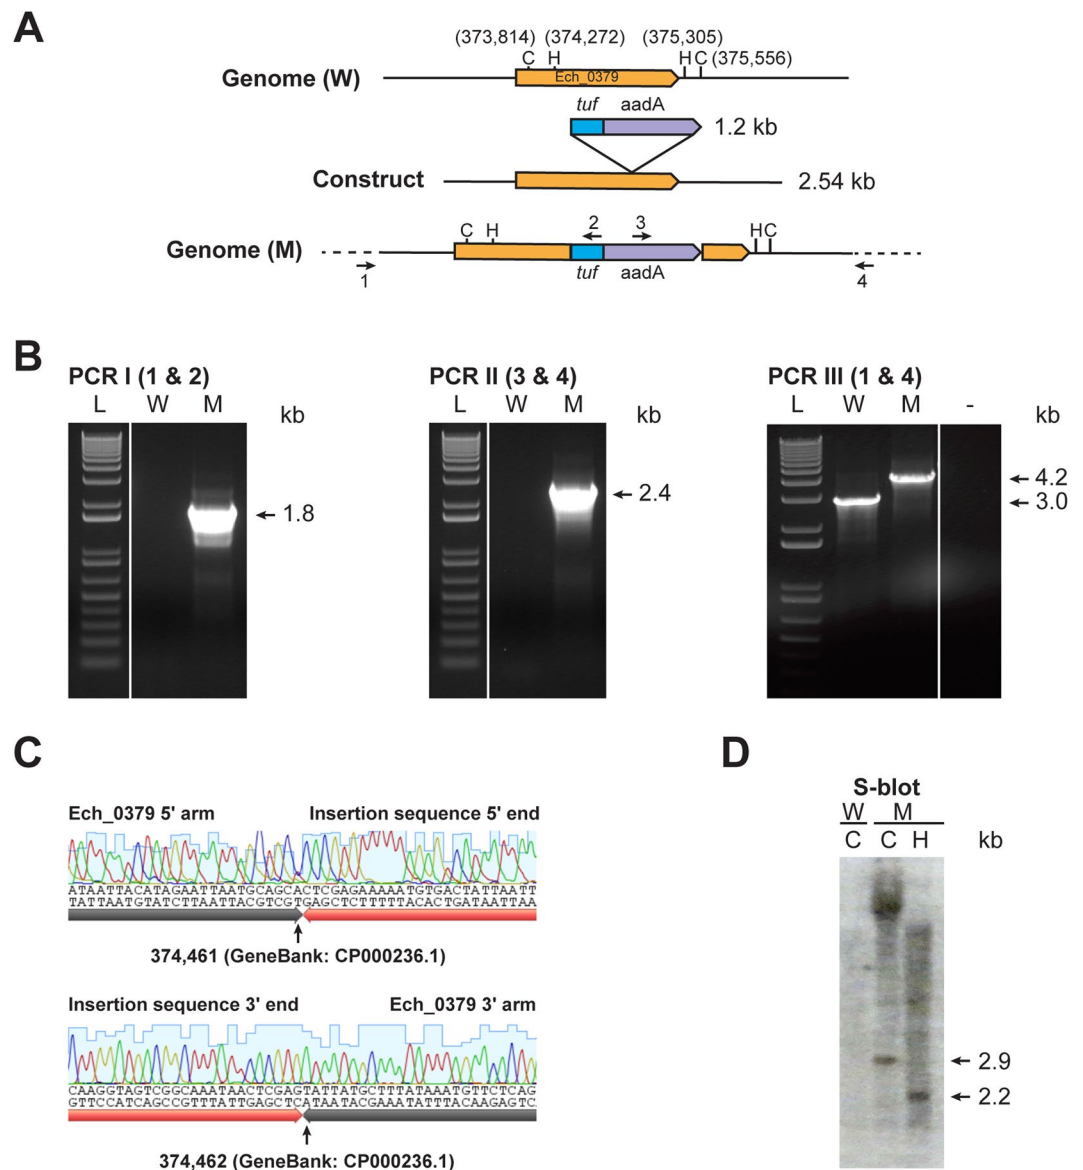 A
(373,814) (374,272) (375,305)
C H H C (375,556)
Genome (W) Ech_0379
tuf aadA
1.2 kb
Construct 2.54 kb
2 3
C H H C
Genome (M)
tuf aadA
1 4
B
PCR I (1 & 2) PCR II (3 & 4) PCR III (1 & 4)
L W M kb L W M kb L W M - kb
4.2
2.4 3.0
1.8
C
Ech_0379 5' arm Insertion sequence 5' end
ATAATTACATAGAATTAATGCAGCACTCGAGAAAAATGTGACTATTAATT
TATTAATGTATCTTAATTACGTCGTGAGCTCTTTTTACACTGATAATTAA
374,461 (GeneBank: CP000236.1)
Insertion sequence 3' end Ech_0379 3' arm
CAAGGTAGTCGGCAAATAACTCGAGTATTATGCTTTATAAATGTTCTCAG
GTTCCATCAGCCGTTTATTGAGCTCATAATACGAAATATTTACAAGAGTC
374,462 (GeneBank: CP000236.1)
D
S-blot
W M
C C H kb
2.9
2.2